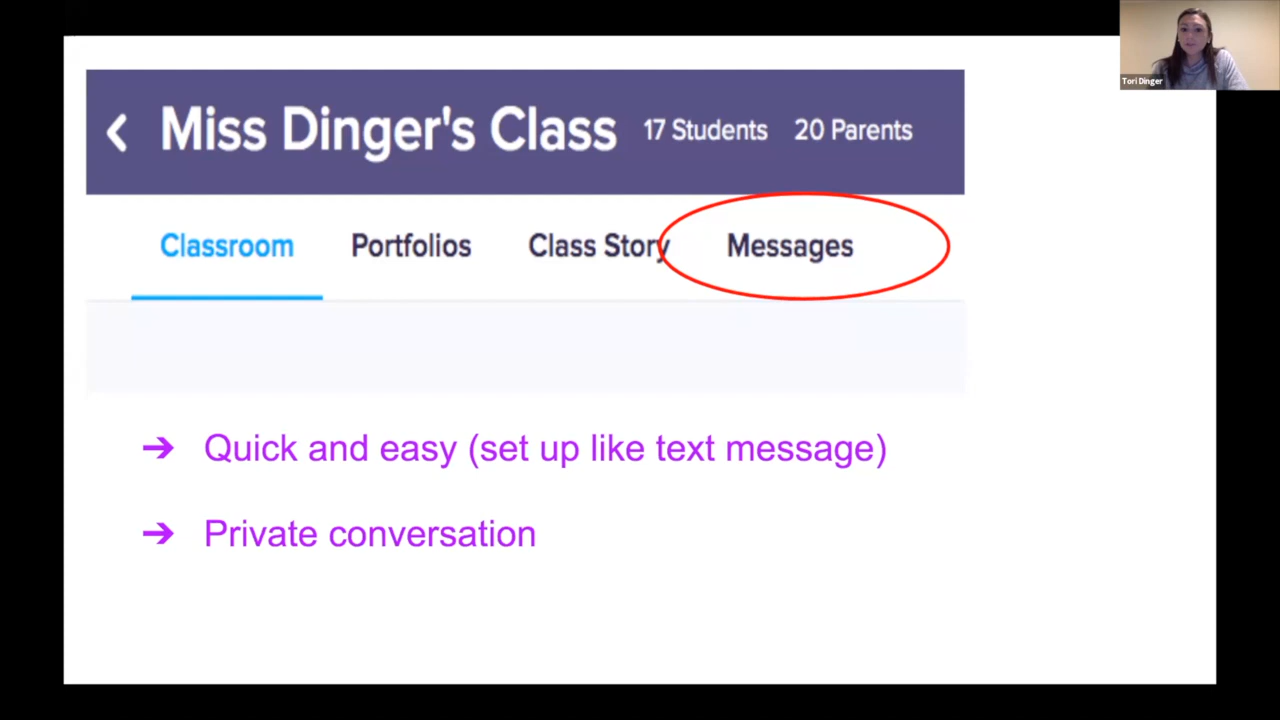 Tori Dinger
Miss Dinger's Class 17 Students 20 Parents
Classroom Portfolios Class Story Messages
➔ Quick and easy (set up like text message)
➔ Private conversation